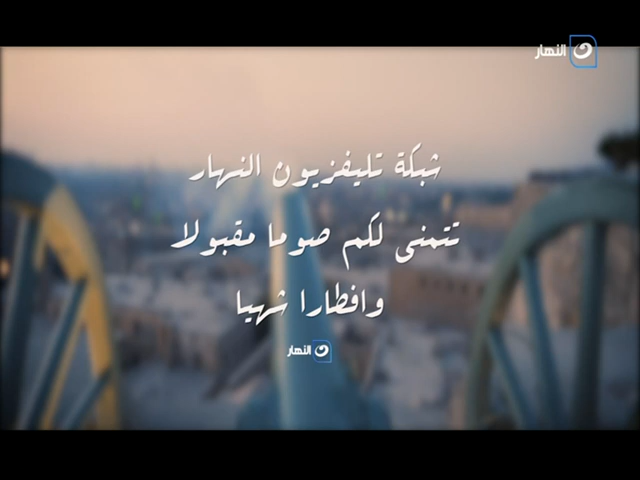 النهار
شبكة تليفزيون النهار
تتمنى لكم صوما مقبولا
وافطارا شهيا
النهار